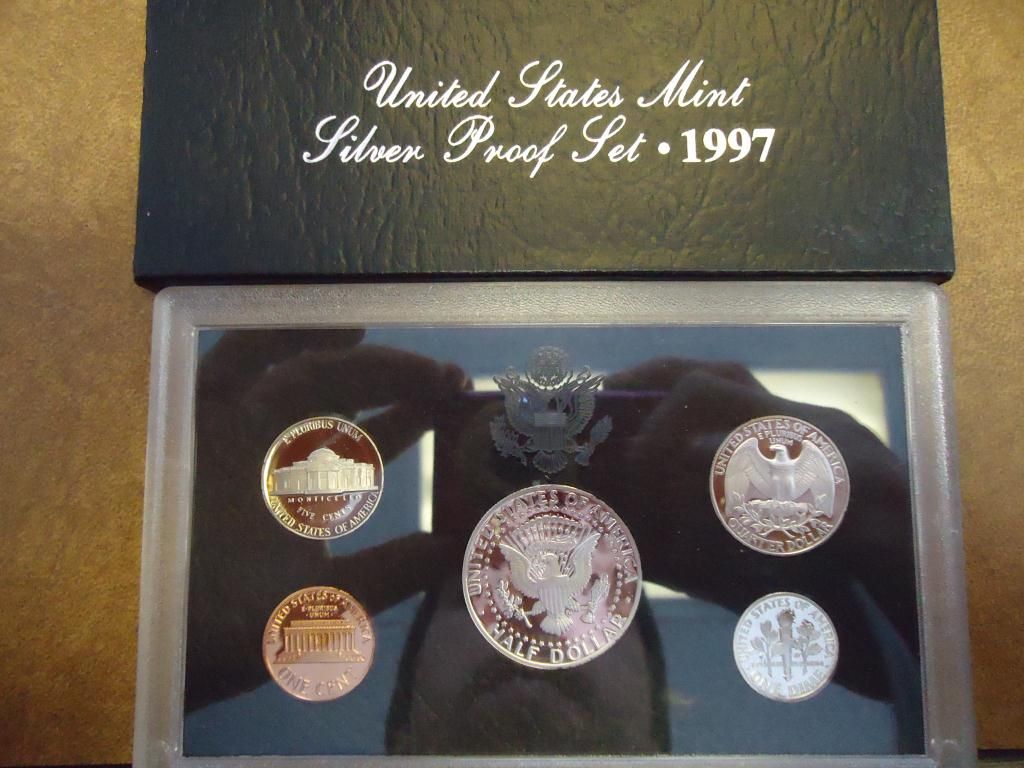 United States Mint
Silver Proof Set • 1997
E PLURIBUS UNUM
MONTICELLO
FIVE CENTS
UNITED STATES OF AMERICA
UNITED STATES OF AMERICA
E PLURIBUS
UNUM
QUARTER DOLLAR
UNITED STATES OF AMERICA
HALF DOLLAR
UNITED STATES OF AMERICA
E PLURIBUS
UNUM
ONE CENT
UNITED STATES OF AMERICA
ONE DIME